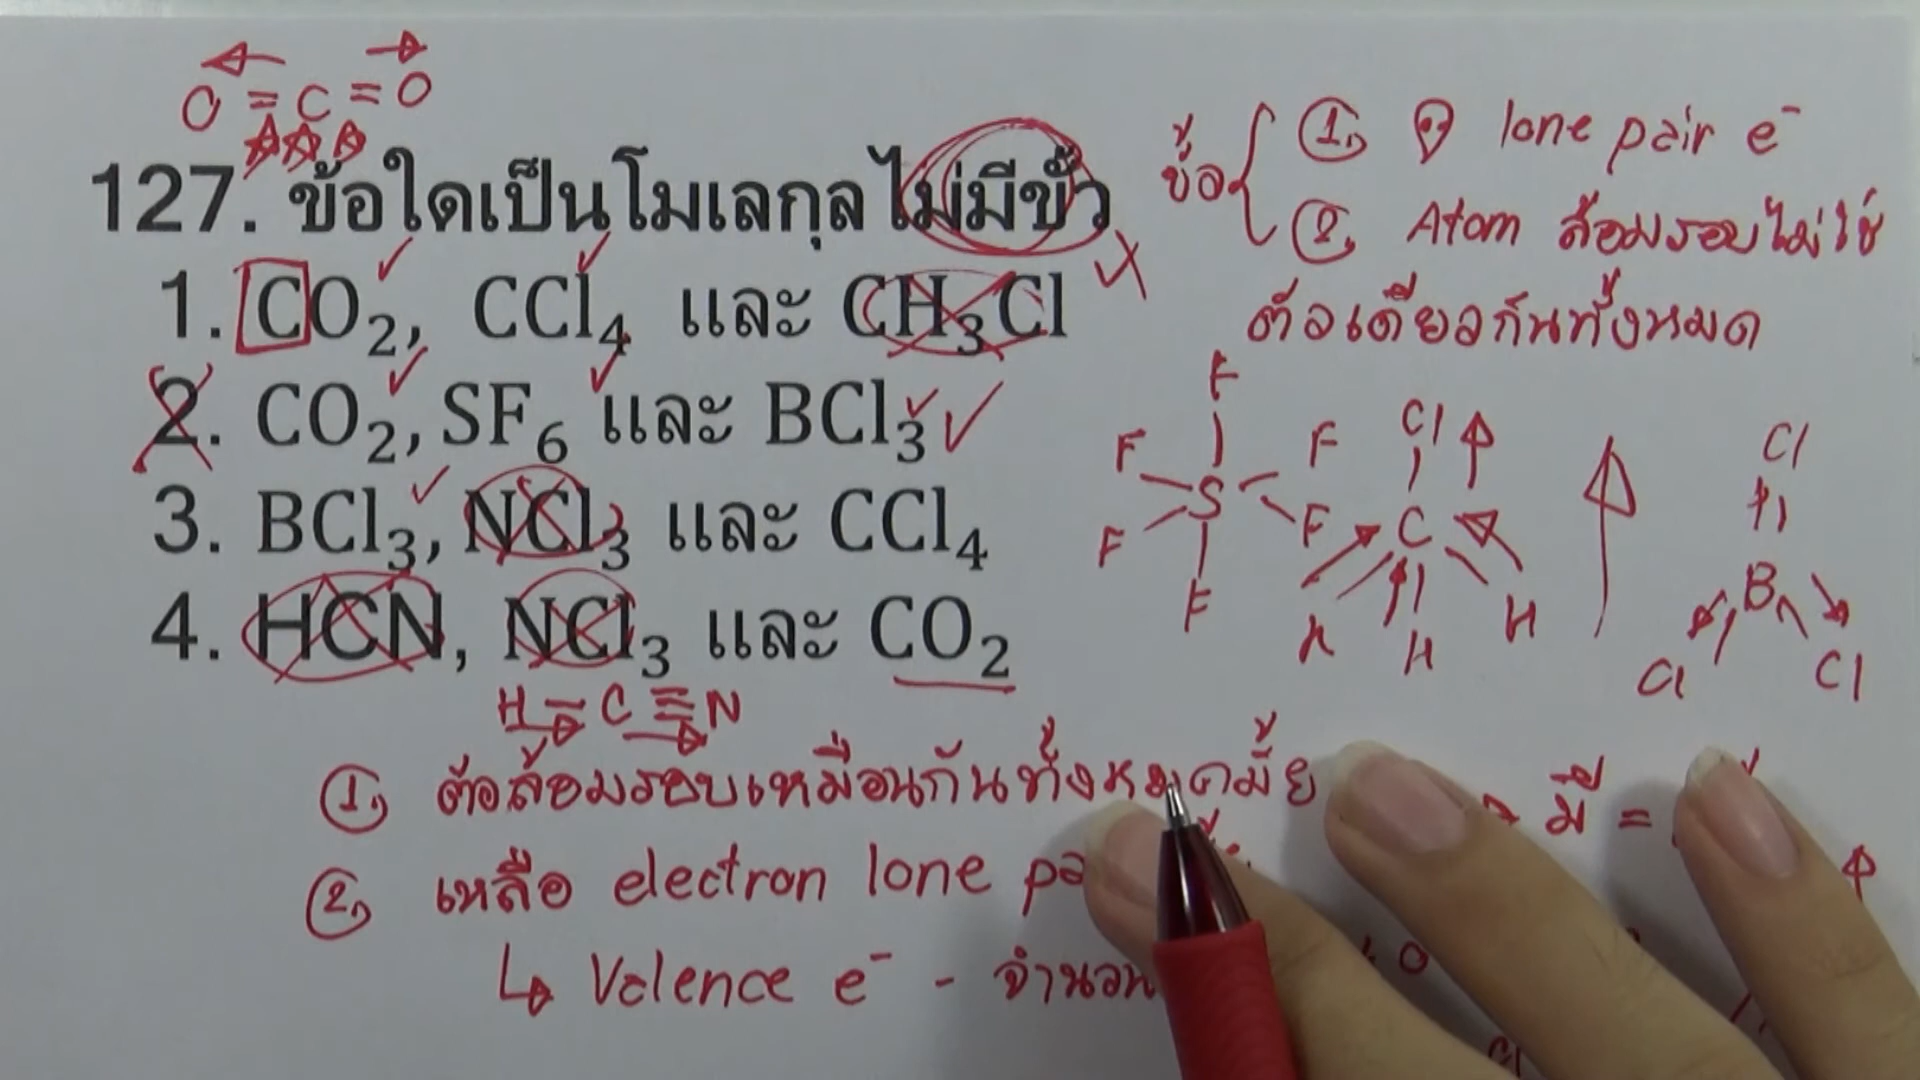 O = C = O
127. ข้อใดเป็นโมเลกุลไม่มีขั้ว
1. CO₂, CCl₄ และ CH₃Cl
2. CO₂, SF₆ และ BCl₃
3. BCl₃, NCl₃ และ CCl₄
4. HCN, NCl₃ และ CO₂
H - C ≡ N
① ตัวล้อมรอบเหมือนกันทั้งหมดมั้ย
มี =
② เหลือ electron lone
Valence e⁻ - จำนวน
ขั้ว
① lone pair e⁻
② Atom ล้อมรอบไม่ใช่
ตัวเดียวกันทั้งหมด
F
F F
S
F F
F
Cl
C
H H H
Cl
B
Cl Cl